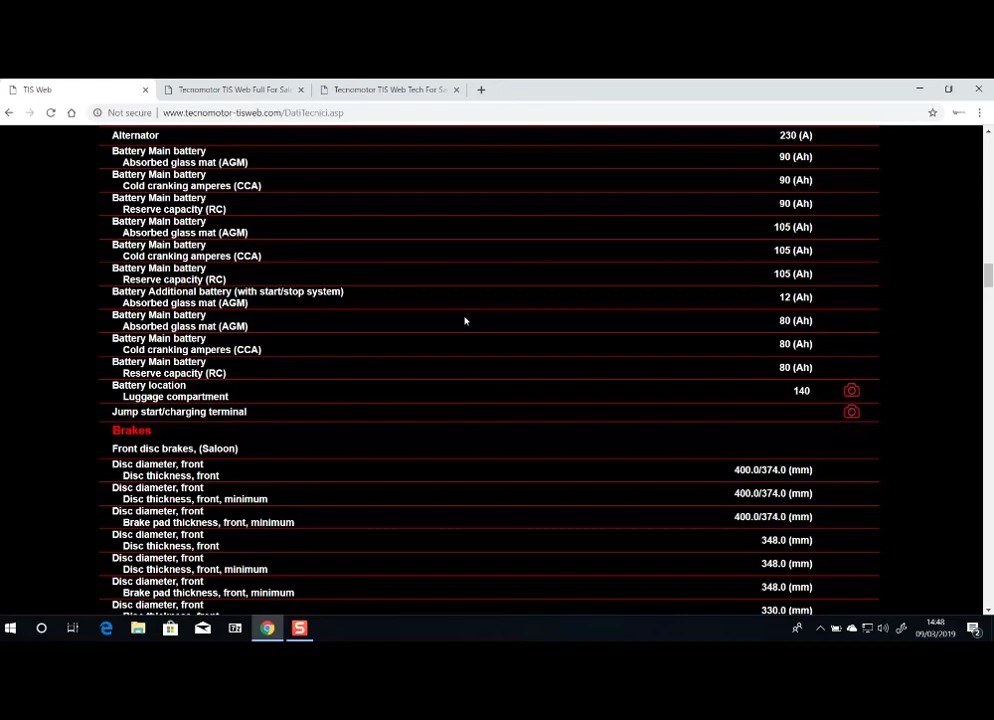 TIS Web
Tecnomotor TIS Web Full For Sal
Tecnomotor TIS Web Tech For Sa
Not secure
www.tecnomotor-tisweb.com/DatiTecnici.asp
Alternator 230 (A)
Battery Main battery
Absorbed glass mat (AGM) 90 (Ah)
Battery Main battery
Cold cranking amperes (CCA) 90 (Ah)
Battery Main battery
Reserve capacity (RC) 90 (Ah)
Battery Main battery
Absorbed glass mat (AGM) 105 (Ah)
Battery Main battery
Cold cranking amperes (CCA) 105 (Ah)
Battery Main battery
Reserve capacity (RC) 105 (Ah)
Battery Additional battery (with start/stop system)
Absorbed glass mat (AGM) 12 (Ah)
Battery Main battery
Absorbed glass mat (AGM) 80 (Ah)
Battery Main battery
Cold cranking amperes (CCA) 80 (Ah)
Battery Main battery
Reserve capacity (RC) 80 (Ah)
Battery location
Luggage compartment 140
Jump start/charging terminal
Brakes
Front disc brakes, (Saloon)
Disc diameter, front
Disc thickness, front 400.0/374.0 (mm)
Disc diameter, front
Disc thickness, front, minimum 400.0/374.0 (mm)
Disc diameter, front
Brake pad thickness, front, minimum 400.0/374.0 (mm)
Disc diameter, front
Disc thickness, front 348.0 (mm)
Disc diameter, front
Disc thickness, front, minimum 348.0 (mm)
Disc diameter, front
Brake pad thickness, front, minimum 348.0 (mm)
Disc diameter, front 330.0 (mm)
14:48
09/03/2019
2